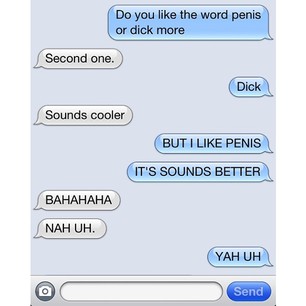 Do you like the word penis
or dick more
Second one.
Dick
Sounds cooler
BUT I LIKE PENIS
IT'S SOUNDS BETTER
BAHAHAHA
NAH UH.
YAH UH
Send